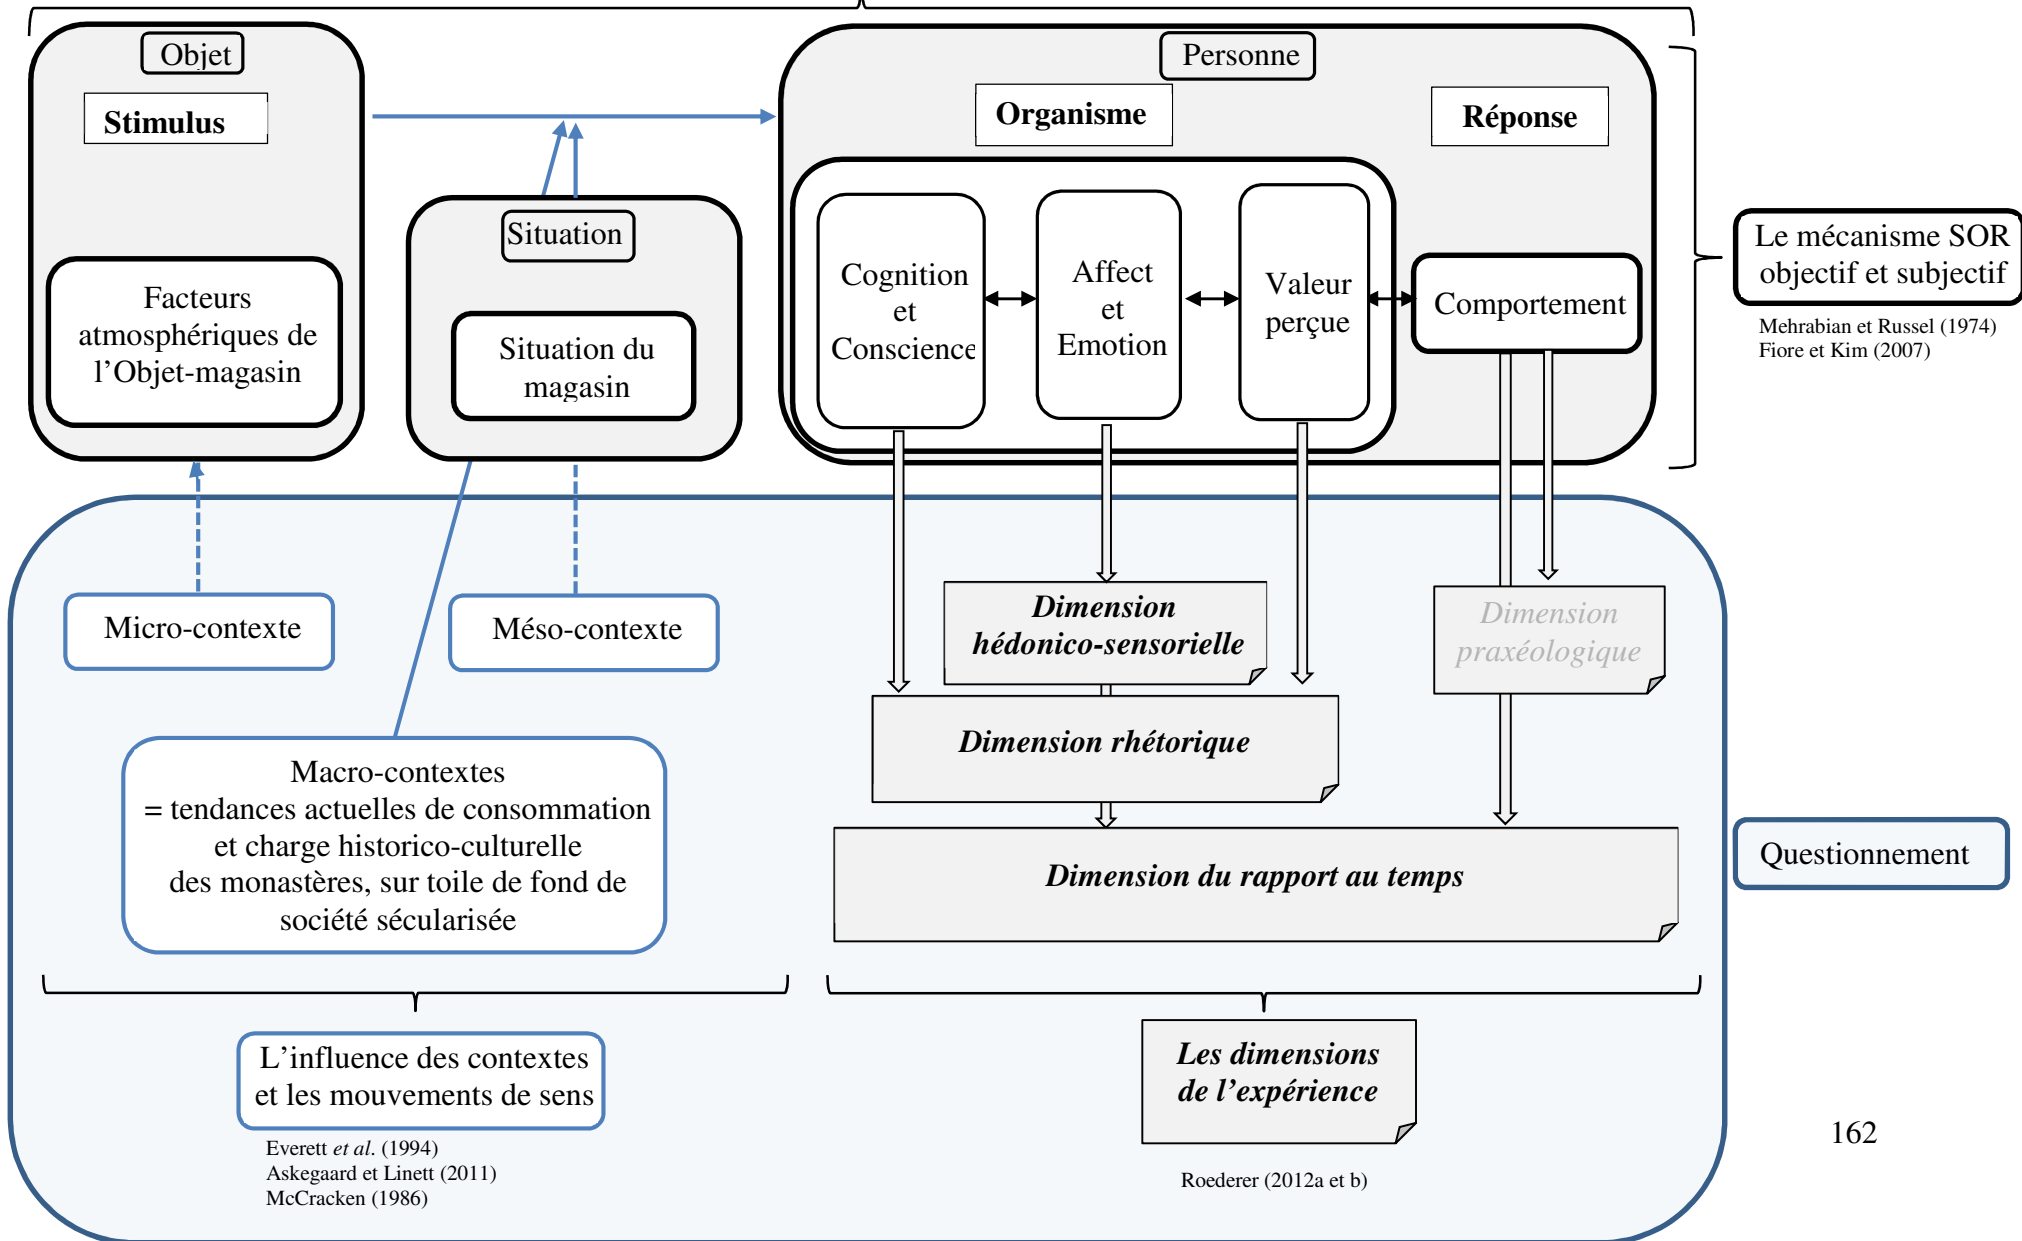 Objet
Stimulus
Facteurs
atmosphériques de
l’Objet-magasin
Situation
Situation du
magasin
Personne
Organisme
Réponse
Cognition
et
Conscience
Affect
et
Emotion
Valeur
perçue
Comportement
Le mécanisme SOR
objectif et subjectif
Mehrabian et Russel (1974)
Fiore et Kim (2007)
Micro-contexte
Méso-contexte
Macro-contextes
= tendances actuelles de consommation
et charge historico-culturelle
des monastères, sur toile de fond de
société sécularisée
Dimension
hédonico-sensorielle
Dimension
praxéologique
Dimension rhétorique
Dimension du rapport au temps
Questionnement
L’influence des contextes
et les mouvements de sens
Everett et al. (1994)
Askegaard et Linett (2011)
McCracken (1986)
Les dimensions
de l’expérience
Roederer (2012a et b)
162